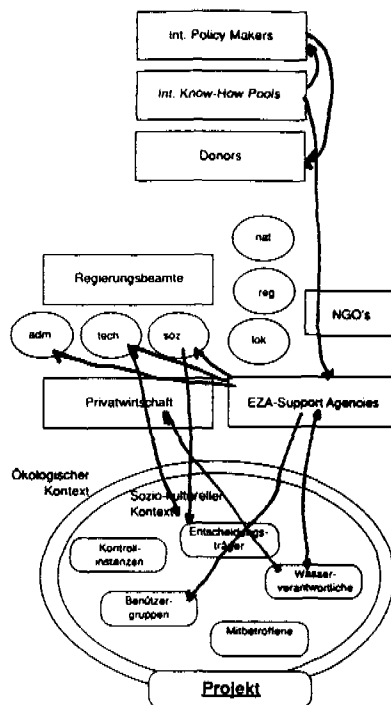 Int. Policy Makers
Int. Know-How Pools
Donors
nat
Regierungsbeamte
reg
NGO's
adm
tech
soz
lok
Privatwirtschaft
EZA-Support Agencies
Ökologischer
Kontext
Sozio-kultureller
Kontext
Entscheidungs-
träger
Kontroll-
instanzen
Wasser-
verantwortliche
Benützer-
gruppen
Mitbetroffene
Projekt